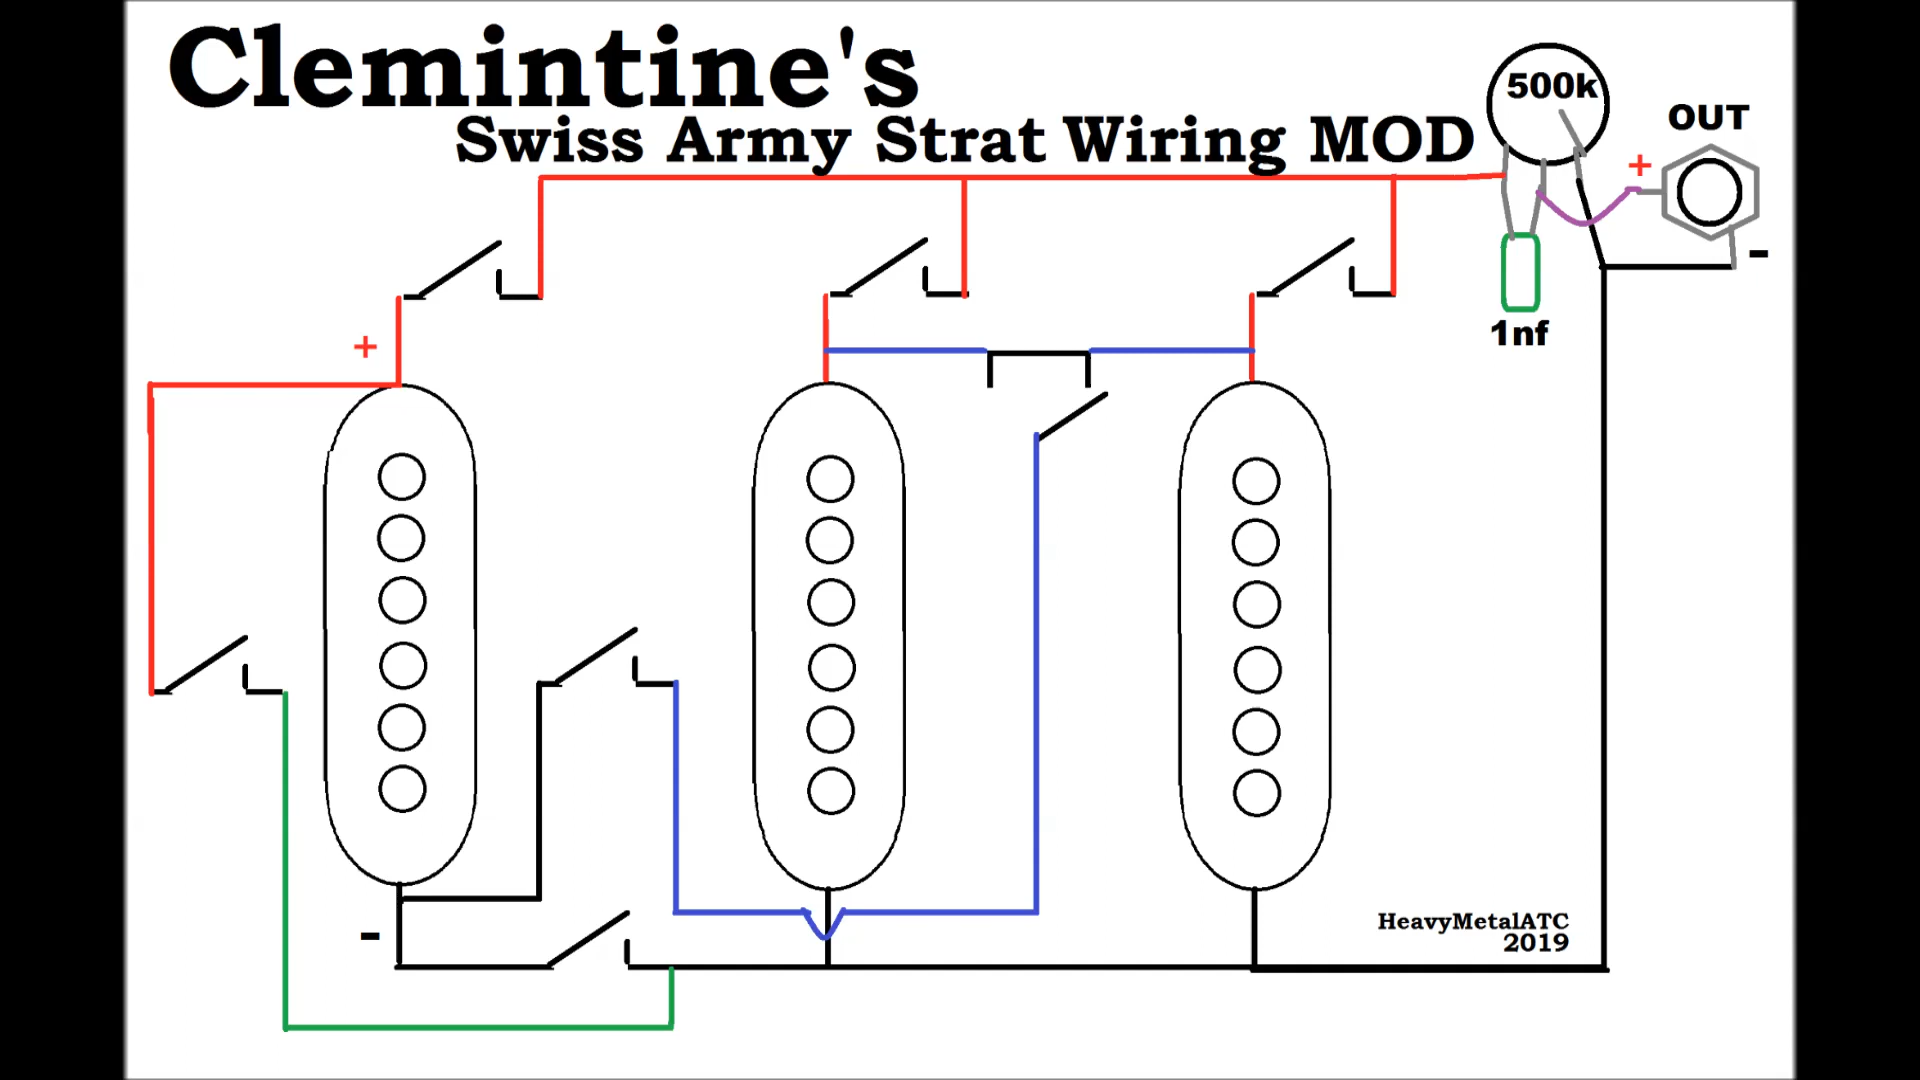 Clemintine's
Swiss Army Strat Wiring MOD
500k
OUT
+
-
1nf
+
-
HeavyMetalATC
2019